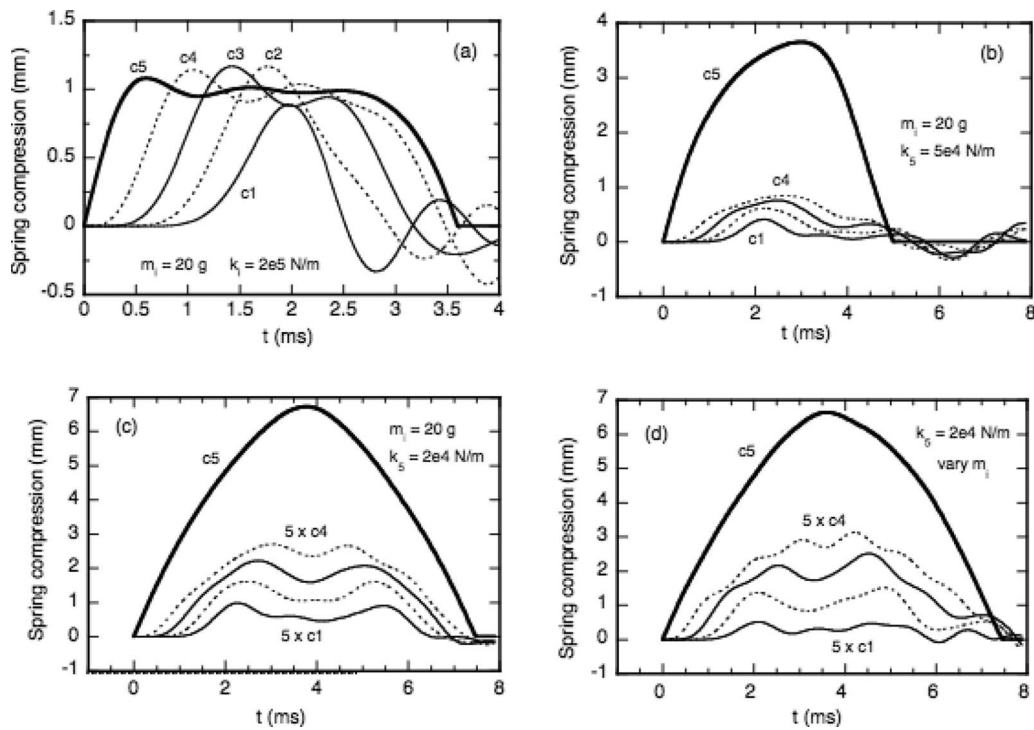 (a)
Spring compression (mm)
1.5
1
0.5
0
-0.5
c5
c4
c3
c2
c1
m_i = 20 g k_i = 2e5 N/m
0 0.5 1 1.5 2 2.5 3 3.5 4
t (ms)
(b)
Spring compression (mm)
4
3
2
1
0
-1
c5
m_i = 20 g
k_5 = 5e4 N/m
c4
c1
0 2 4 6 8
t (ms)
(c)
Spring compression (mm)
7
6
5
4
3
2
1
0
-1
m_i = 20 g
k_5 = 2e4 N/m
c5
5 x c4
5 x c1
0 2 4 6 8
t (ms)
(d)
Spring compression (mm)
7
6
5
4
3
2
1
0
-1
k_5 = 2e4 N/m
vary m_i
c5
5 x c4
5 x c1
0 2 4 6 8
t (ms)